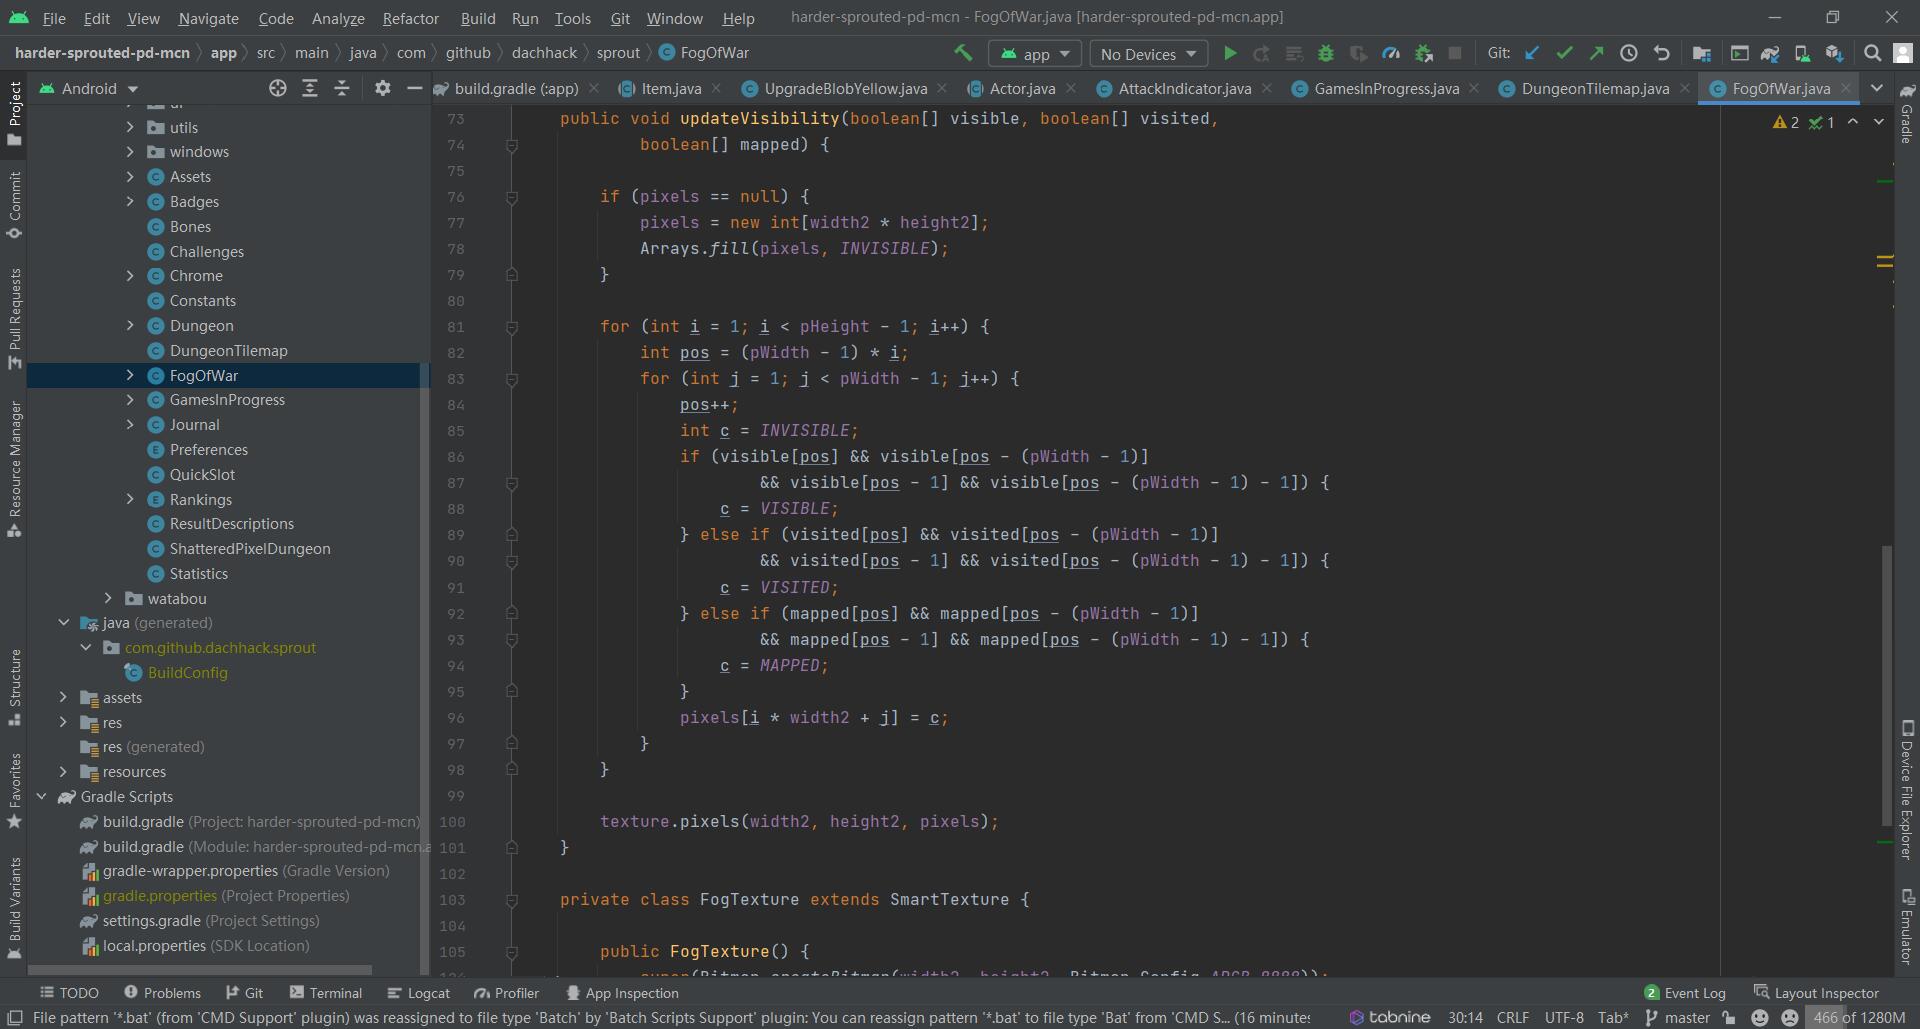 File Edit View Navigate Code Analyze Refactor Build Run Tools Git Window Help harder-sprouted-pd-mcn - FogOfWar.java [harder-sprouted-pd-mcn.app]
harder-sprouted-pd-mcn app src main java com github dachhack sprout FogOfWar app No Devices Git:
Project Android build.gradle (:app) Item.java UpgradeBlobYellow.java Actor.java AttackIndicator.java GamesInProgress.java DungeonTilemap.java FogOfWar.java
Gradle
2 1
utils
windows
Assets
Badges
Bones
Challenges
Chrome
Constants
Dungeon
DungeonTilemap
FogOfWar
GamesInProgress
Journal
Preferences
QuickSlot
Rankings
ResultDescriptions
ShatteredPixelDungeon
Statistics
watabou
java (generated)
com.github.dachhack.sprout
BuildConfig
assets
res
res (generated)
resources
Gradle Scripts
build.gradle (Project: harder-sprouted-pd-mcn)
build.gradle (Module: harder-sprouted-pd-mcn.a
gradle-wrapper.properties (Gradle Version)
gradle.properties (Project Properties)
settings.gradle (Project Settings)
local.properties (SDK Location)
Commit
Pull Requests
Resource Manager
Structure
Favorites
Build Variants
73 public void updateVisibility(boolean[] visible, boolean[] visited,
74 boolean[] mapped) {
75
76 if (pixels == null) {
77 pixels = new int[width2 * height2];
78 Arrays.fill(pixels, INVISIBLE);
79 }
80
81 for (int i = 1; i < pHeight - 1; i++) {
82 int pos = (pWidth - 1) * i;
83 for (int j = 1; j < pWidth - 1; j++) {
84 pos++;
85 int c = INVISIBLE;
86 if (visible[pos] && visible[pos - (pWidth - 1)]
87 && visible[pos - 1] && visible[pos - (pWidth - 1) - 1]) {
88 c = VISIBLE;
89 } else if (visited[pos] && visited[pos - (pWidth - 1)]
90 && visited[pos - 1] && visited[pos - (pWidth - 1) - 1]) {
91 c = VISITED;
92 } else if (mapped[pos] && mapped[pos - (pWidth - 1)]
93 && mapped[pos - 1] && mapped[pos - (pWidth - 1) - 1]) {
94 c = MAPPED;
95 }
96 pixels[i * width2 + j] = c;
97 }
98 }
99
100 texture.pixels(width2, height2, pixels);
101 }
102
103 private class FogTexture extends SmartTexture {
104
105 public FogTexture() {
super(Bitmap.createBitmap(width2, height2, Bitmap.Config.ARGB_8888));
Device File Explorer
Emulator
TODO Problems Git Terminal Logcat Profiler App Inspection 2 Event Log Layout Inspector
File pattern '*.bat' (from 'CMD Support' plugin) was reassigned to file type 'Batch' by 'Batch Scripts Support' plugin: You can reassign pattern '*.bat' to file type 'Bat' from 'CMD S... (16 minutes tabnine 30:14 CRLF UTF-8 Tab* master 466 of 1280M